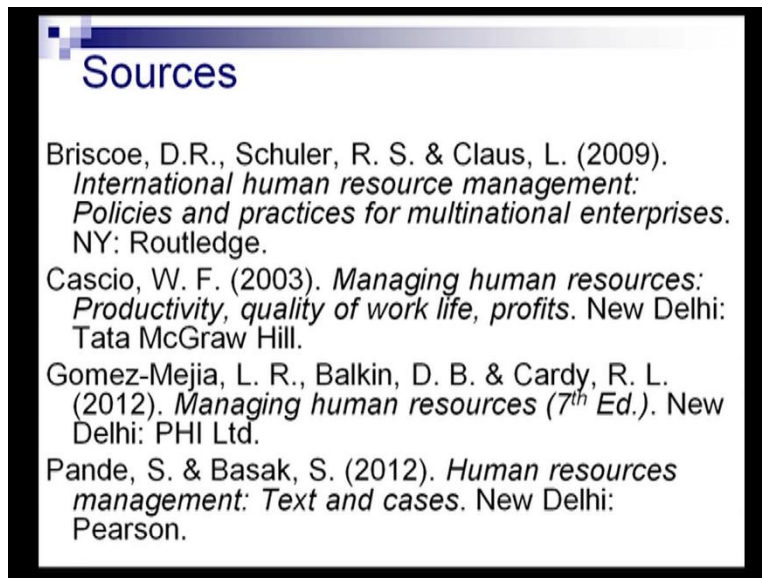 Sources
Briscoe, D.R., Schuler, R. S. & Claus, L. (2009).
International human resource management:
Policies and practices for multinational enterprises.
NY: Routledge.
Cascio, W. F. (2003). Managing human resources:
Productivity, quality of work life, profits. New Delhi:
Tata McGraw Hill.
Gomez-Mejia, L. R., Balkin, D. B. & Cardy, R. L.
(2012). Managing human resources (7th Ed.). New
Delhi: PHI Ltd.
Pande, S. & Basak, S. (2012). Human resources
management: Text and cases. New Delhi:
Pearson.